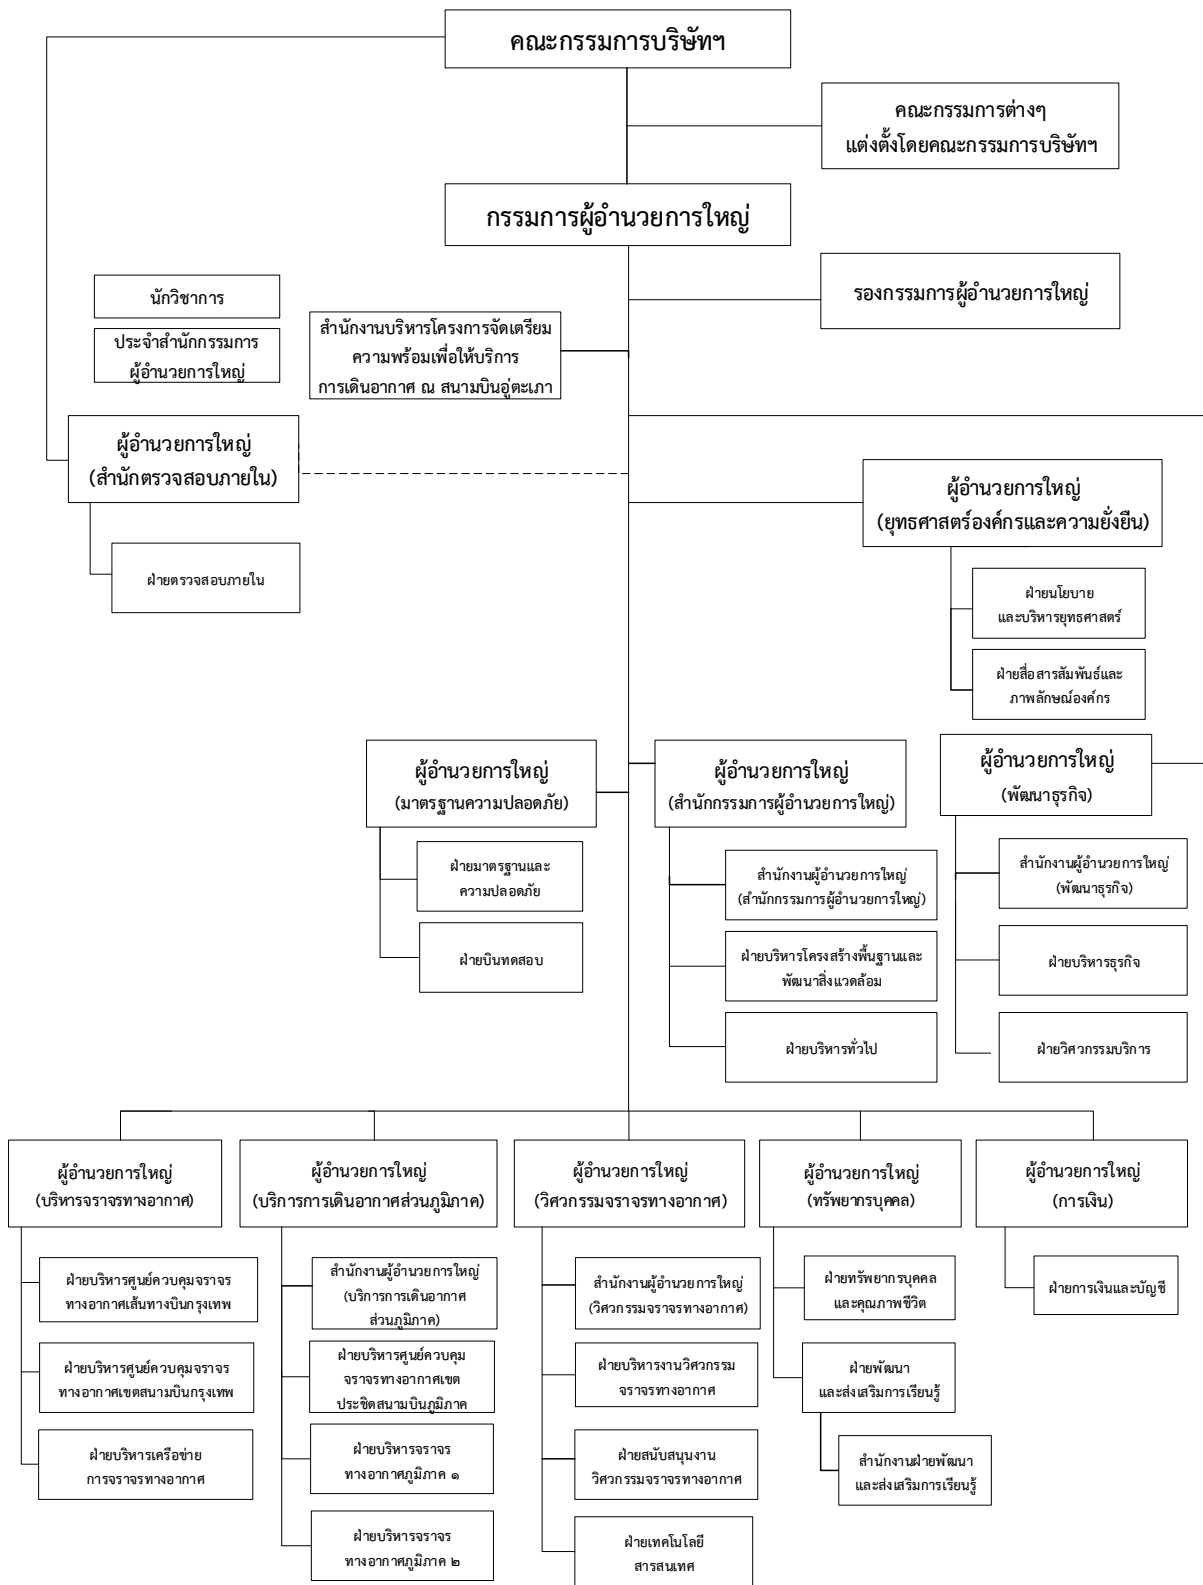 คณะกรรมการบริษัทฯ
คณะกรรมการต่างๆ
แต่งตั้งโดยคณะกรรมการบริษัทฯ
กรรมการผู้อำนวยการใหญ่
รองกรรมการผู้อำนวยการใหญ่
นักวิชาการ
ประจำสำนักกรรมการ
ผู้อำนวยการใหญ่
สำนักงานบริหารโครงการจัดเตรียม
ความพร้อมเพื่อให้บริการ
การเดินอากาศ ณ สนามบินอู่ตะเภา
ผู้อำนวยการใหญ่
(สำนักตรวจสอบภายใน)
ฝ่ายตรวจสอบภายใน
ผู้อำนวยการใหญ่
(ยุทธศาสตร์องค์กรและความยั่งยืน)
ฝ่ายนโยบาย
และบริหารยุทธศาสตร์
ฝ่ายสื่อสารสัมพันธ์และ
ภาพลักษณ์องค์กร
ผู้อำนวยการใหญ่
(มาตรฐานความปลอดภัย)
ฝ่ายมาตรฐานและ
ความปลอดภัย
ฝ่ายบินทดสอบ
ผู้อำนวยการใหญ่
(สำนักกรรมการผู้อำนวยการใหญ่)
สำนักงานผู้อำนวยการใหญ่
(สำนักกรรมการผู้อำนวยการใหญ่)
ฝ่ายบริหารโครงสร้างพื้นฐานและ
พัฒนาสิ่งแวดล้อม
ฝ่ายบริหารทั่วไป
ผู้อำนวยการใหญ่
(พัฒนาธุรกิจ)
สำนักงานผู้อำนวยการใหญ่
(พัฒนาธุรกิจ)
ฝ่ายบริหารธุรกิจ
ฝ่ายวิศวกรรมบริการ
ผู้อำนวยการใหญ่
(บริหารจราจรทางอากาศ)
ฝ่ายบริหารศูนย์ควบคุมจราจร
ทางอากาศเส้นทางบินกรุงเทพ
ฝ่ายบริหารศูนย์ควบคุมจราจร
ทางอากาศเขตสนามบินกรุงเทพ
ฝ่ายบริหารเครือข่าย
การจราจรทางอากาศ
ผู้อำนวยการใหญ่
(บริการการเดินอากาศส่วนภูมิภาค)
สำนักงานผู้อำนวยการใหญ่
(บริการการเดินอากาศ
ส่วนภูมิภาค)
ฝ่ายบริหารศูนย์ควบคุม
จราจรทางอากาศเขต
ประชิดสนามบินภูมิภาค
ฝ่ายบริหารจราจร
ทางอากาศภูมิภาค ๑
ฝ่ายบริหารจราจร
ทางอากาศภูมิภาค ๒
ผู้อำนวยการใหญ่
(วิศวกรรมจราจรทางอากาศ)
สำนักงานผู้อำนวยการใหญ่
(วิศวกรรมจราจรทางอากาศ)
ฝ่ายบริหารงานวิศวกรรม
จราจรทางอากาศ
ฝ่ายสนับสนุนงาน
วิศวกรรมจราจรทางอากาศ
ฝ่ายเทคโนโลยี
สารสนเทศ
ผู้อำนวยการใหญ่
(ทรัพยากรบุคคล)
ฝ่ายทรัพยากรบุคคล
และคุณภาพชีวิต
ฝ่ายพัฒนา
และส่งเสริมการเรียนรู้
สำนักงานฝ่ายพัฒนา
และส่งเสริมการเรียนรู้
ผู้อำนวยการใหญ่
(การเงิน)
ฝ่ายการเงินและบัญชี